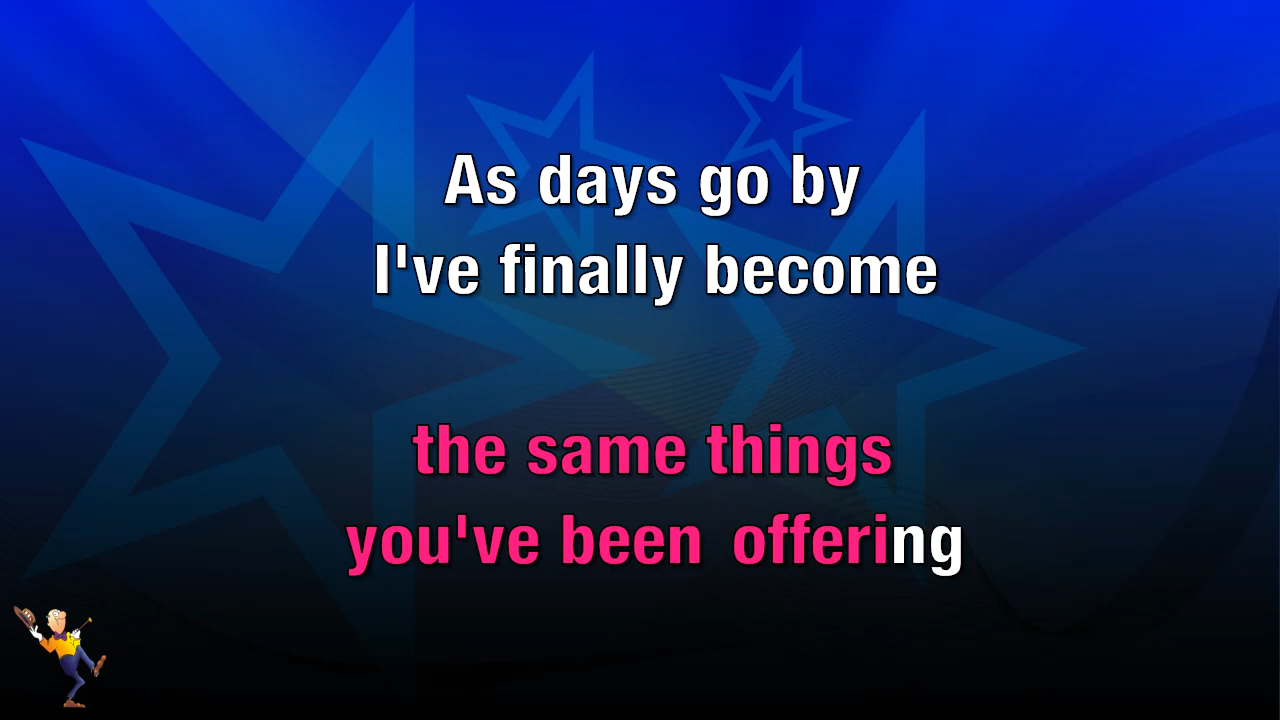 As days go by
I've finally become
the same things
you've been offering